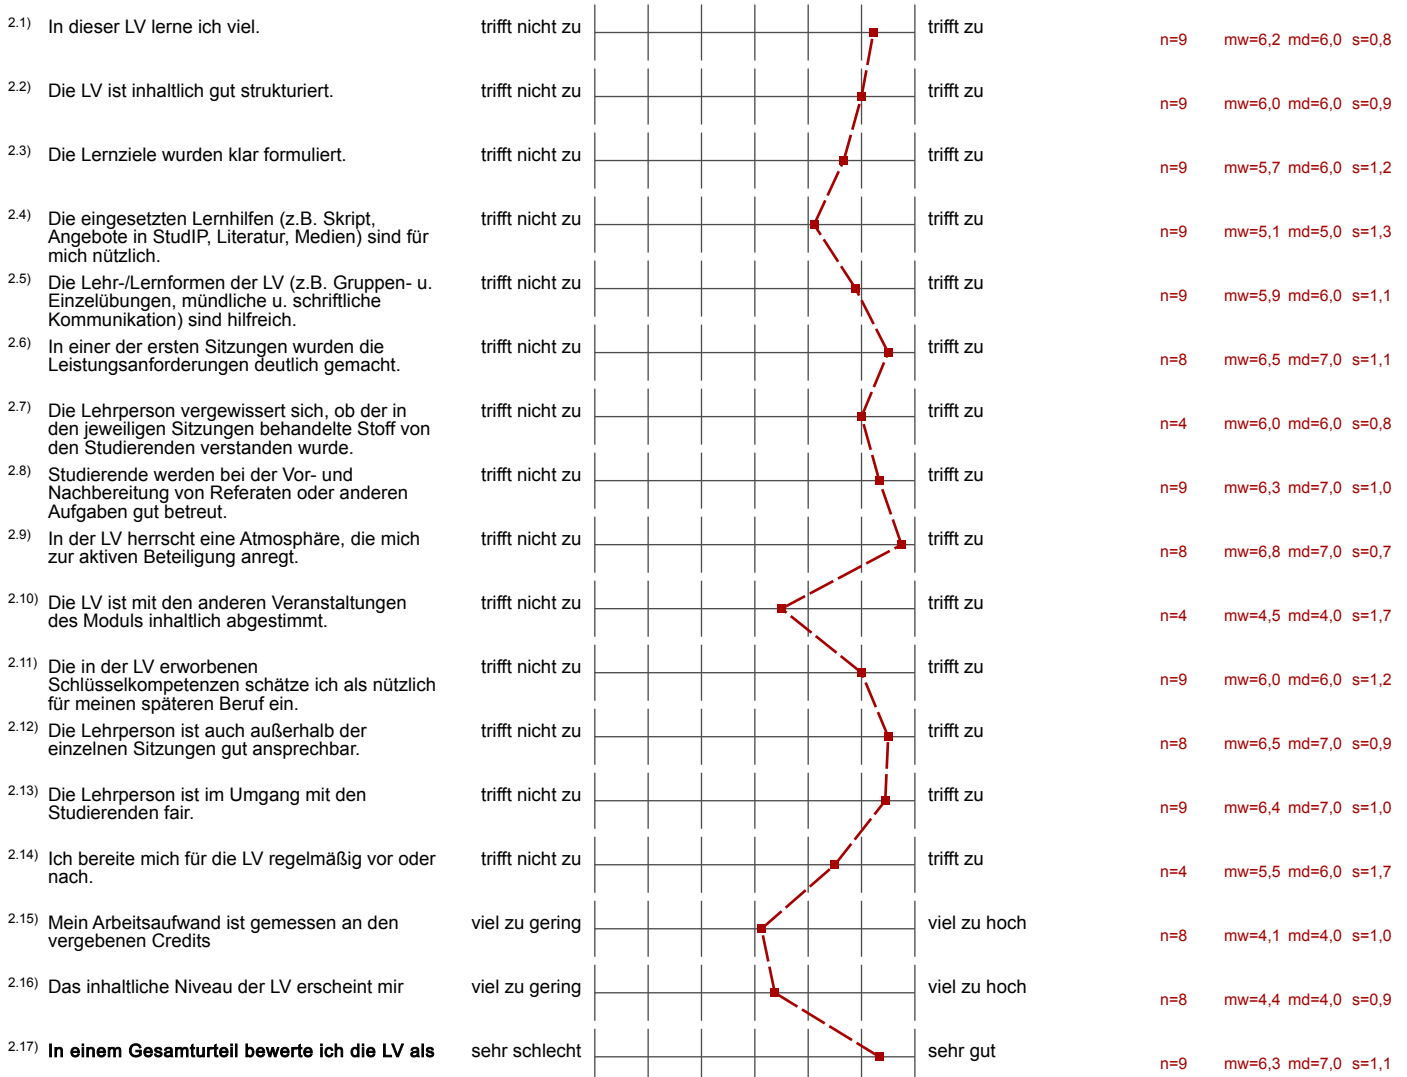 2.1) In dieser LV lerne ich viel. trifft nicht zu trifft zu n=9 mw=6,2 md=6,0 s=0,8
2.2) Die LV ist inhaltlich gut strukturiert. trifft nicht zu trifft zu n=9 mw=6,0 md=6,0 s=0,9
2.3) Die Lernziele wurden klar formuliert. trifft nicht zu trifft zu n=9 mw=5,7 md=6,0 s=1,2
2.4) Die eingesetzten Lernhilfen (z.B. Skript, trifft nicht zu trifft zu n=9 mw=5,1 md=5,0 s=1,3
Angebote in StudIP, Literatur, Medien) sind für
mich nützlich.
2.5) Die Lehr-/Lernformen der LV (z.B. Gruppen- u. trifft nicht zu trifft zu n=9 mw=5,9 md=6,0 s=1,1
Einzelübungen, mündliche u. schriftliche
Kommunikation) sind hilfreich.
2.6) In einer der ersten Sitzungen wurden die trifft nicht zu trifft zu n=8 mw=6,5 md=7,0 s=1,1
Leistungsanforderungen deutlich gemacht.
2.7) Die Lehrperson vergewissert sich, ob der in trifft nicht zu trifft zu n=4 mw=6,0 md=6,0 s=0,8
den jeweiligen Sitzungen behandelte Stoff von
den Studierenden verstanden wurde.
2.8) Studierende werden bei der Vor- und trifft nicht zu trifft zu n=9 mw=6,3 md=7,0 s=1,0
Nachbereitung von Referaten oder anderen
Aufgaben gut betreut.
2.9) In der LV herrscht eine Atmosphäre, die mich trifft nicht zu trifft zu n=8 mw=6,8 md=7,0 s=0,7
zur aktiven Beteiligung anregt.
2.10) Die LV ist mit den anderen Veranstaltungen trifft nicht zu trifft zu n=4 mw=4,5 md=4,0 s=1,7
des Moduls inhaltlich abgestimmt.
2.11) Die in der LV erworbenen trifft nicht zu trifft zu n=9 mw=6,0 md=6,0 s=1,2
Schlüsselkompetenzen schätze ich als nützlich
für meinen späteren Beruf ein.
2.12) Die Lehrperson ist auch außerhalb der trifft nicht zu trifft zu n=8 mw=6,5 md=7,0 s=0,9
einzelnen Sitzungen gut ansprechbar.
2.13) Die Lehrperson ist im Umgang mit den trifft nicht zu trifft zu n=9 mw=6,4 md=7,0 s=1,0
Studierenden fair.
2.14) Ich bereite mich für die LV regelmäßig vor oder trifft nicht zu trifft zu n=4 mw=5,5 md=6,0 s=1,7
nach.
2.15) Mein Arbeitsaufwand ist gemessen an den viel zu gering viel zu hoch n=8 mw=4,1 md=4,0 s=1,0
vergebenen Credits
2.16) Das inhaltliche Niveau der LV erscheint mir viel zu gering viel zu hoch n=8 mw=4,4 md=4,0 s=0,9
2.17) In einem Gesamturteil bewerte ich die LV als sehr schlecht sehr gut n=9 mw=6,3 md=7,0 s=1,1